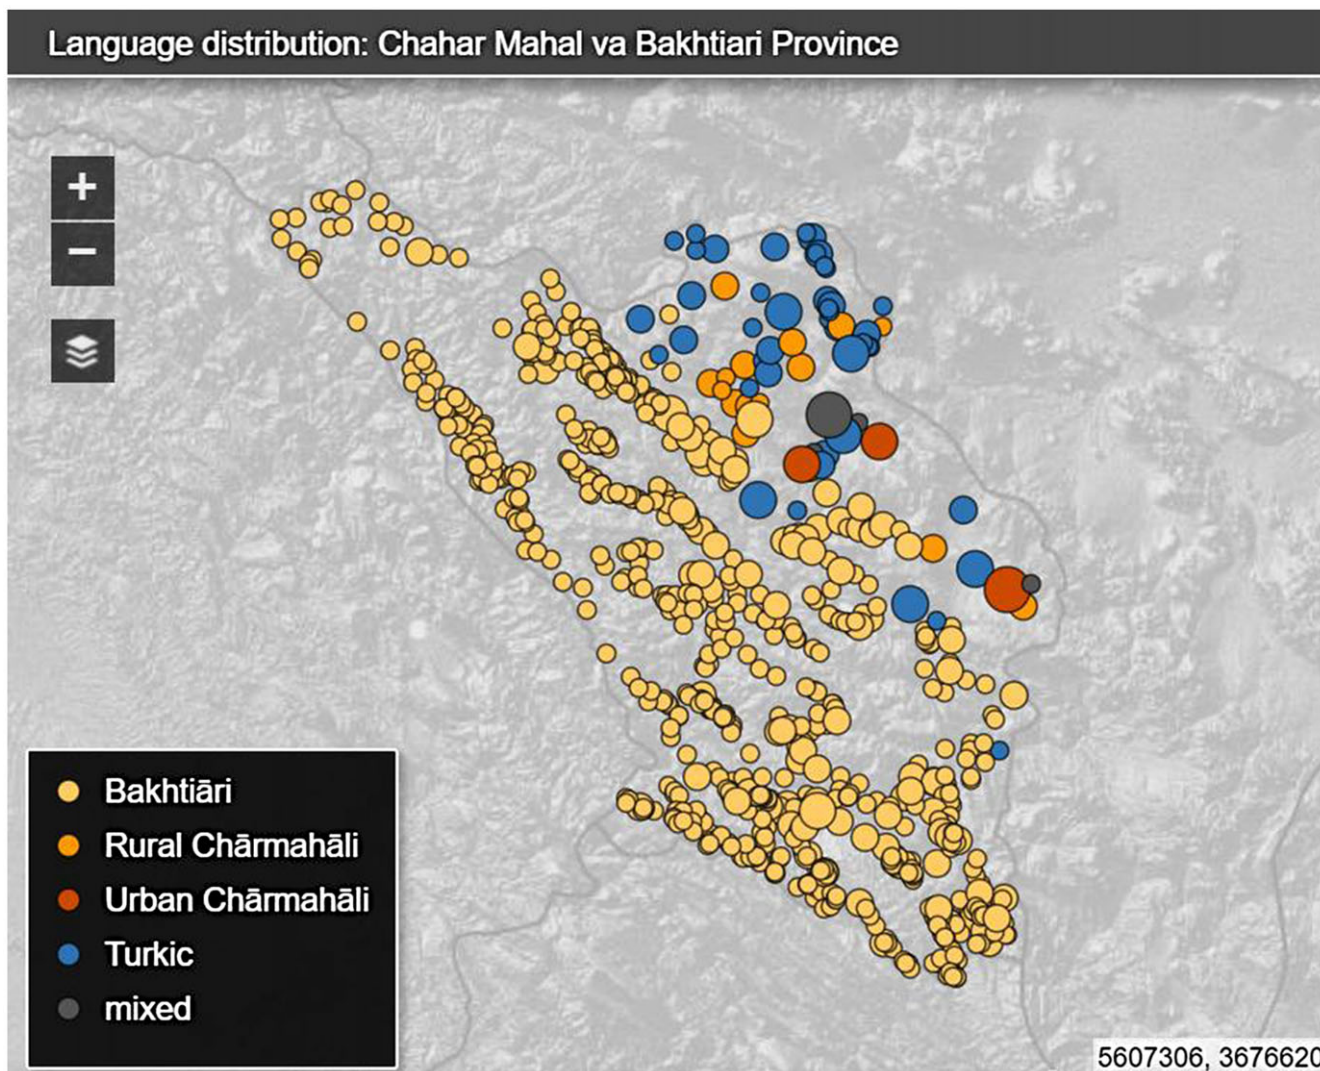 Language distribution: Chahar Mahal va Bakhtiari Province
+
−
Bakhtiāri
Rural Chārmahāli
Urban Chārmahāli
Turkic
mixed
5607306, 3676620